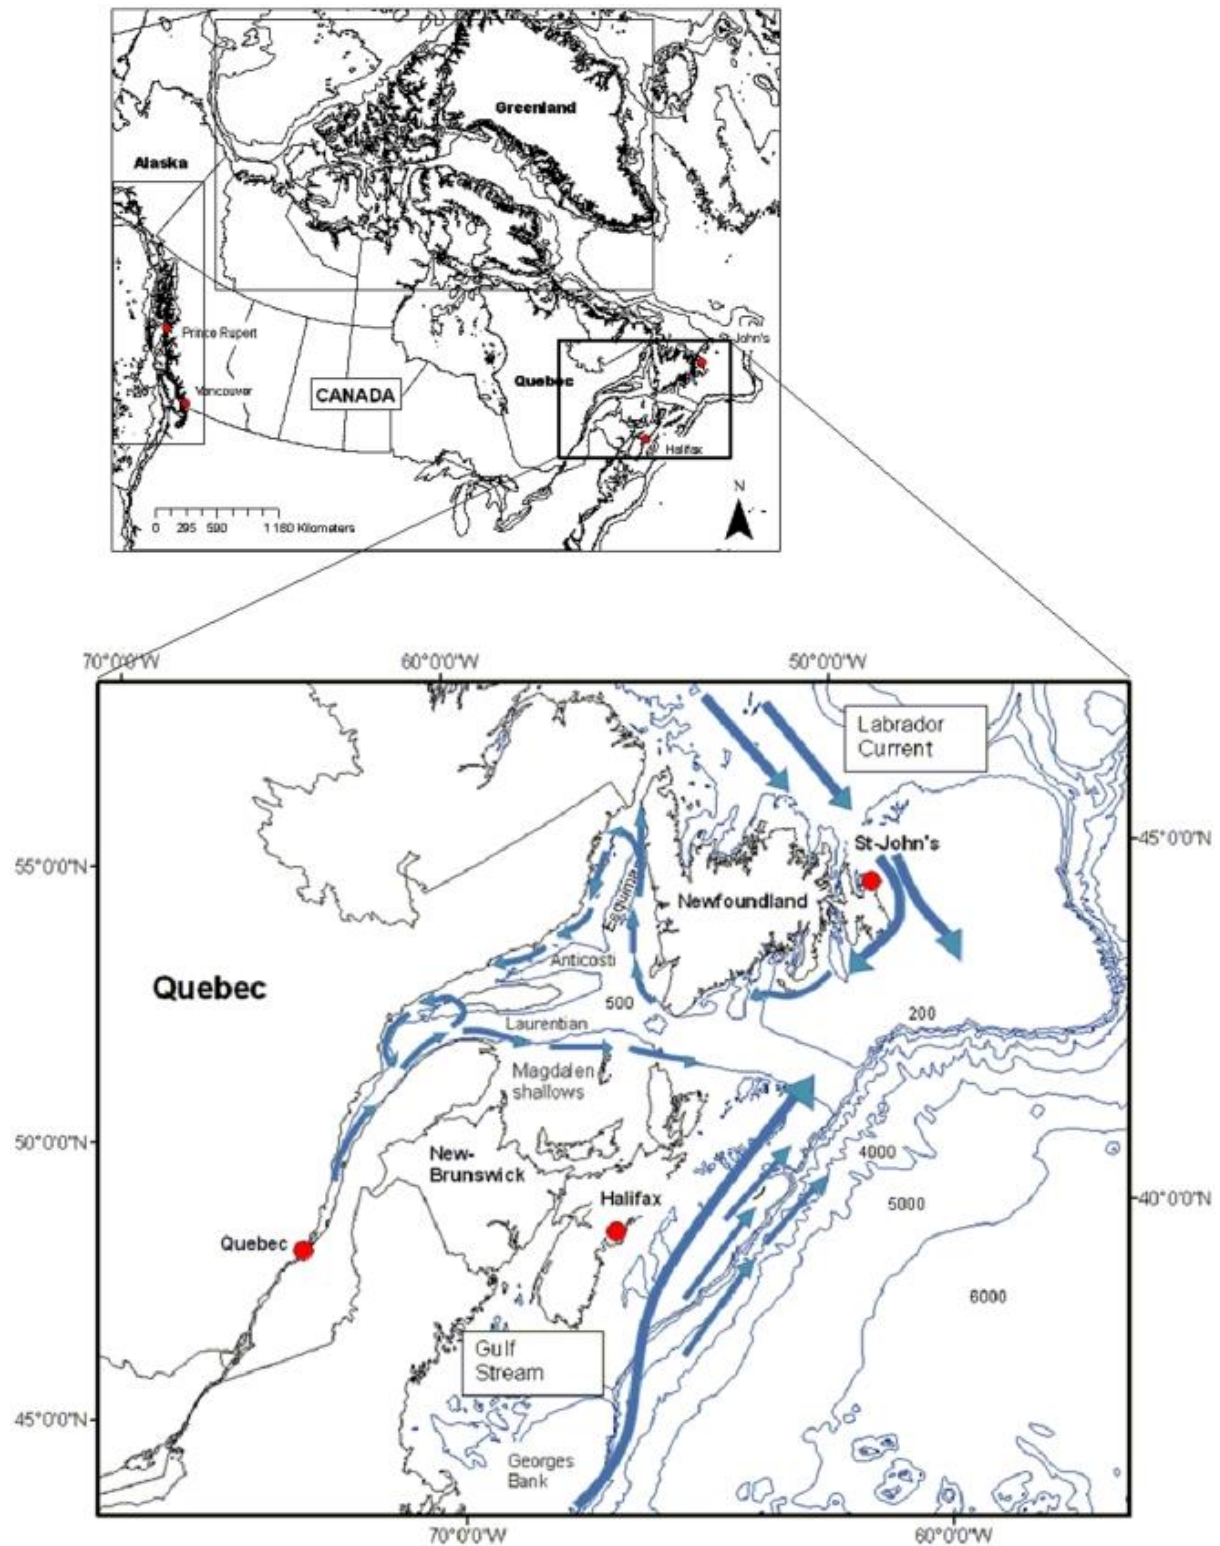 Greenland
Alaska
Prince Rupert
John's
Vancouver
CANADA
Quebec
Halifax
N
0 295 590 1 180 Kilometers
70°0'0"W
60°0'0"W
50°0'0"W
Labrador
Current
45°0'0"N
St-John's
55°0'0"N
Newfoundland
Esquiman
Anticosti
Quebec
500
200
Laurentian
Magdalen
shallows
50°0'0"N
New-
Brunswick
4000
Halifax
5000
40°0'0"N
Quebec
6000
Gulf
Stream
45°0'0"N
Georges
Bank
70°0'0"W
60°0'0"W